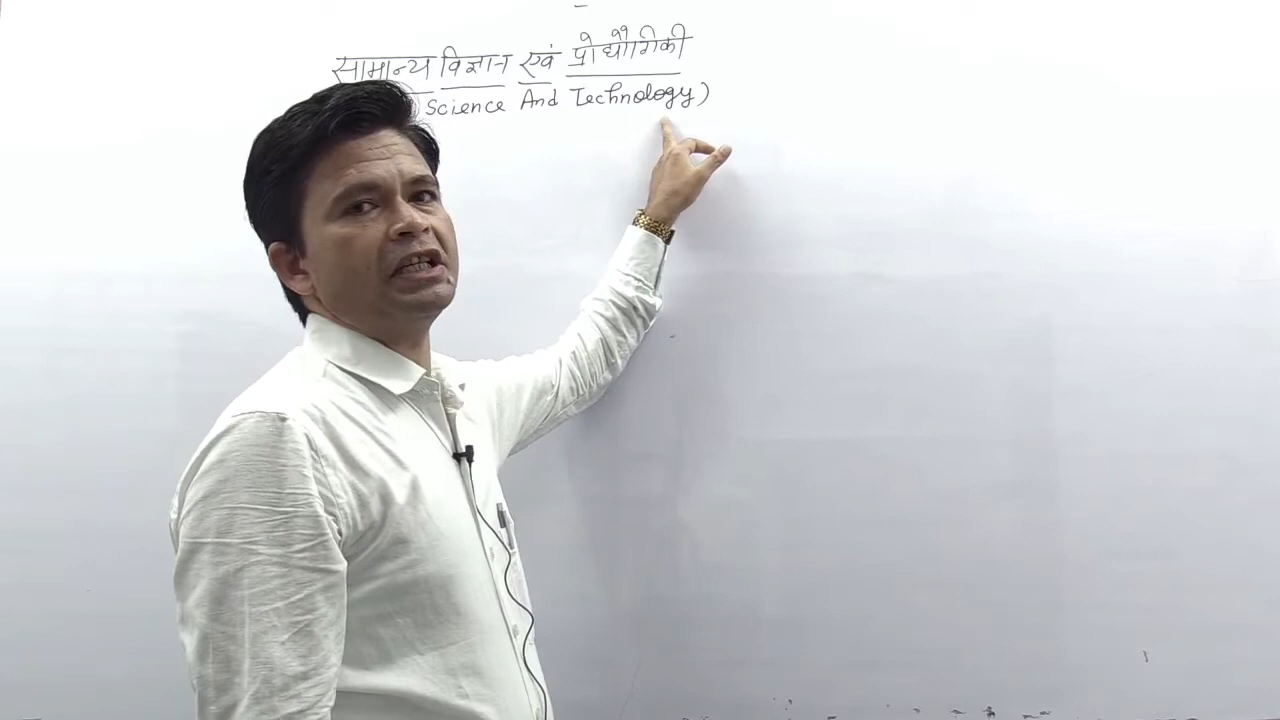 सामान्य विज्ञान एवं प्रोद्यौगिकी
Science And Technology)